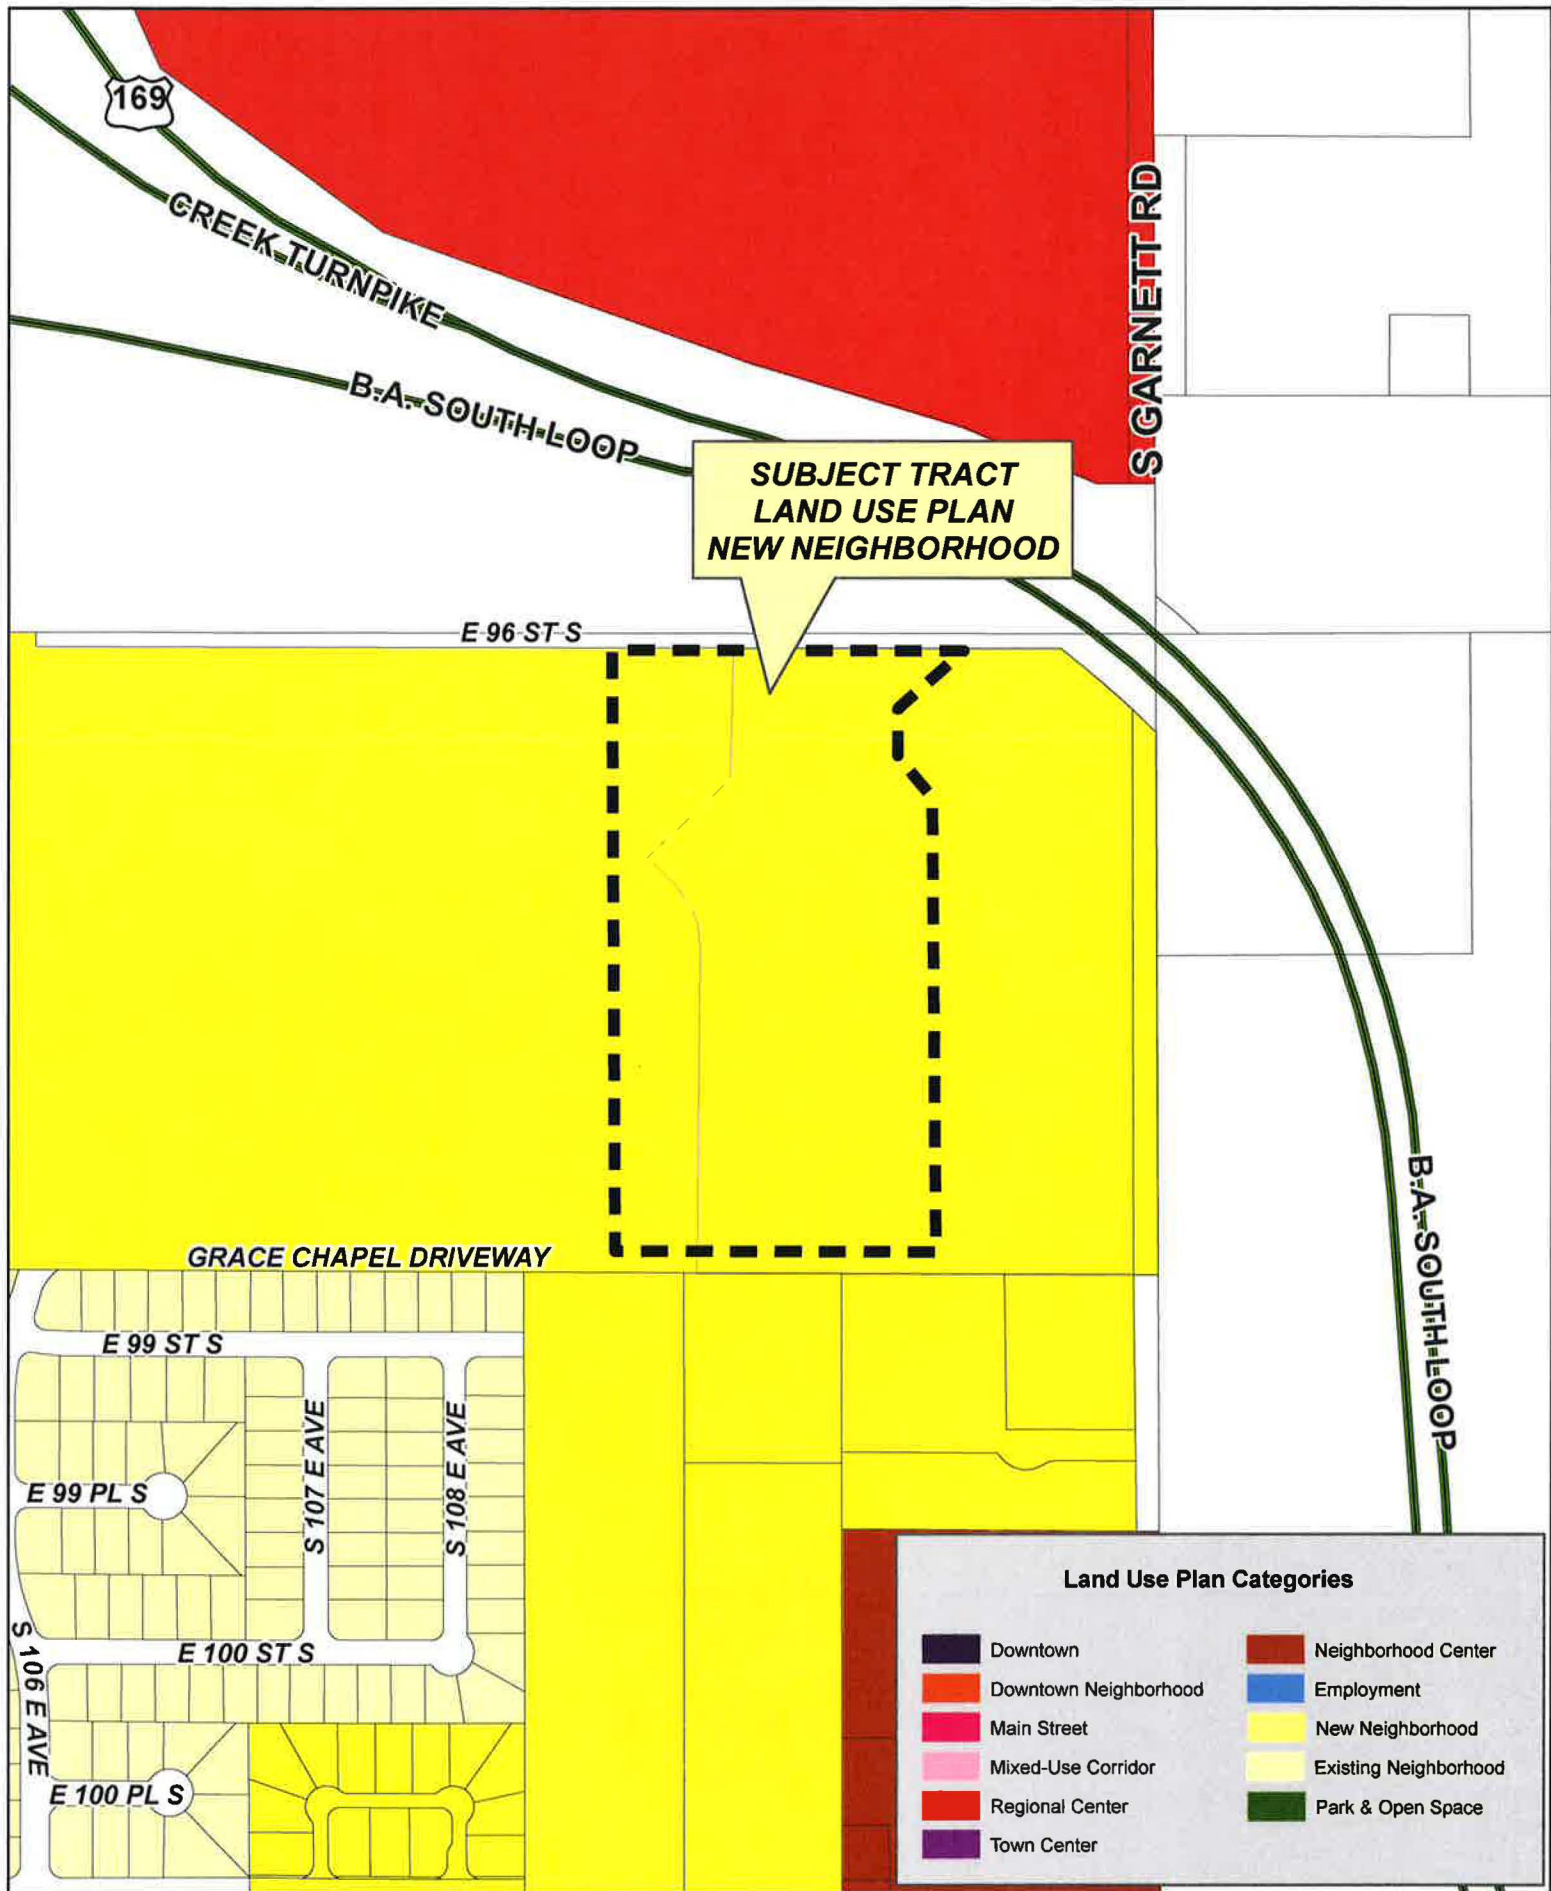 169
CREEK TURNPIKE
B.A. SOUTH LOOP
S GARNETT RD
SUBJECT TRACT
LAND USE PLAN
NEW NEIGHBORHOOD
E 96 ST S
GRACE CHAPEL DRIVEWAY
B.A. SOUTH LOOP
E 99 ST S
S 107 E AVE
S 108 E AVE
E 99 PL S
E 100 ST S
S 106 E AVE
E 100 PL S
Land Use Plan Categories
Downtown
Downtown Neighborhood
Main Street
Mixed-Use Corridor
Regional Center
Town Center
Neighborhood Center
Employment
New Neighborhood
Existing Neighborhood
Park & Open Space